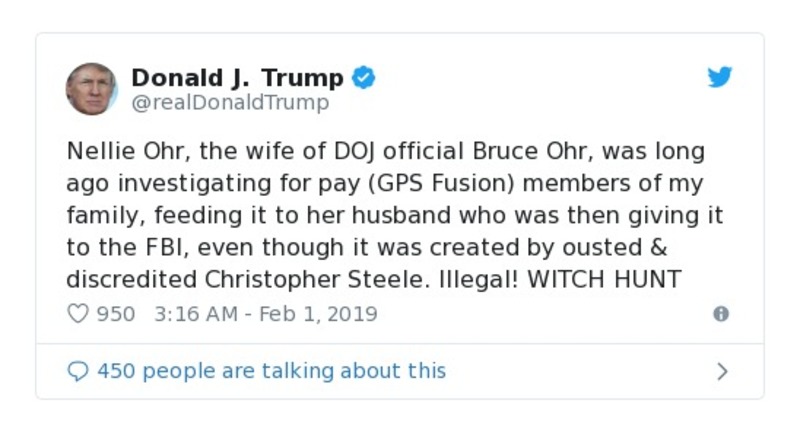 Donald J. Trump
@realDonaldTrump
Nellie Ohr, the wife of DOJ official Bruce Ohr, was long
ago investigating for pay (GPS Fusion) members of my
family, feeding it to her husband who was then giving it
to the FBI, even though it was created by ousted &
discredited Christopher Steele. Illegal! WITCH HUNT
950 3:16 AM - Feb 1, 2019
450 people are talking about this